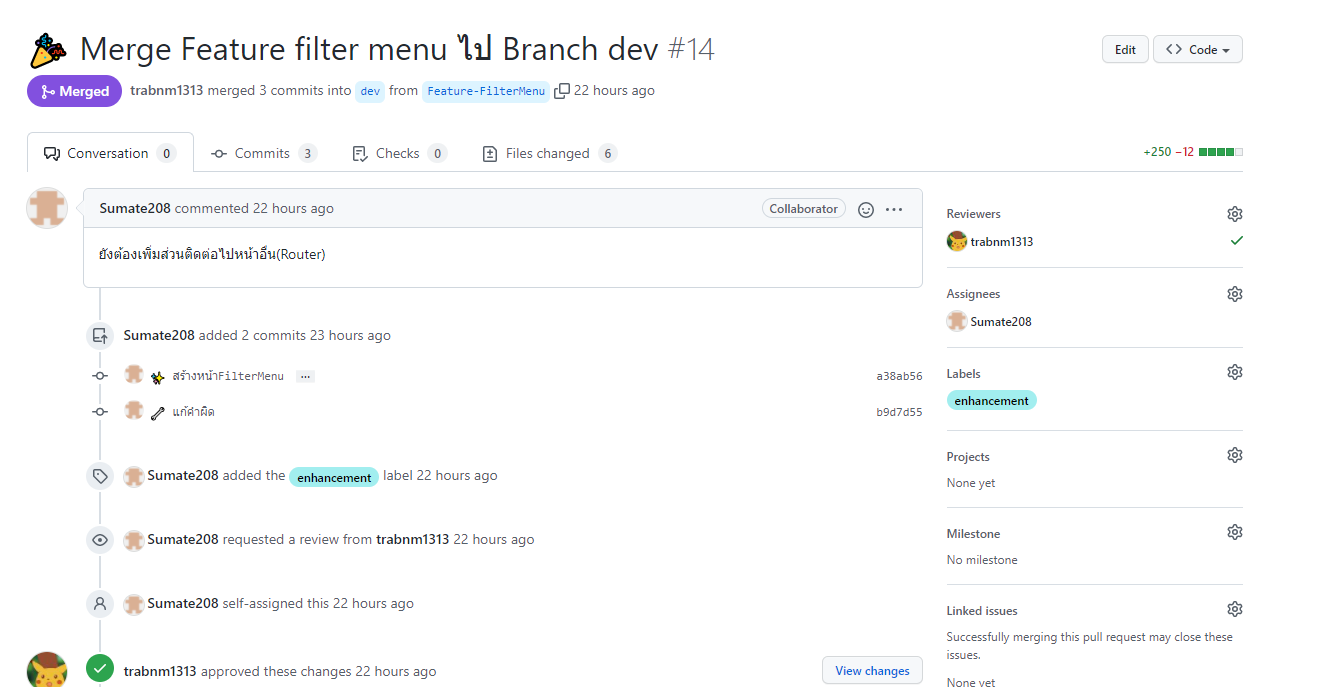 Merge Feature filter menu ไป Branch dev #14
Edit
Code
Merged
trabnm1313 merged 3 commits into dev from Feature-FilterMenu 22 hours ago
Conversation 0
Commits 3
Checks 0
Files changed 6
+250 −12
Sumate208 commented 22 hours ago
Collaborator
ยังต้องเพิ่มส่วนติดต่อไปหน้าอื่น(Router)
Sumate208 added 2 commits 23 hours ago
สร้างหน้าFilterMenu ...
a38ab56
แก้คำผิด
b9d7d55
Sumate208 added the enhancement label 22 hours ago
Sumate208 requested a review from trabnm1313 22 hours ago
Sumate208 self-assigned this 22 hours ago
trabnm1313 approved these changes 22 hours ago
View changes
Reviewers
trabnm1313
Assignees
Sumate208
Labels
enhancement
Projects
None yet
Milestone
No milestone
Linked issues
Successfully merging this pull request may close these
issues.
None yet